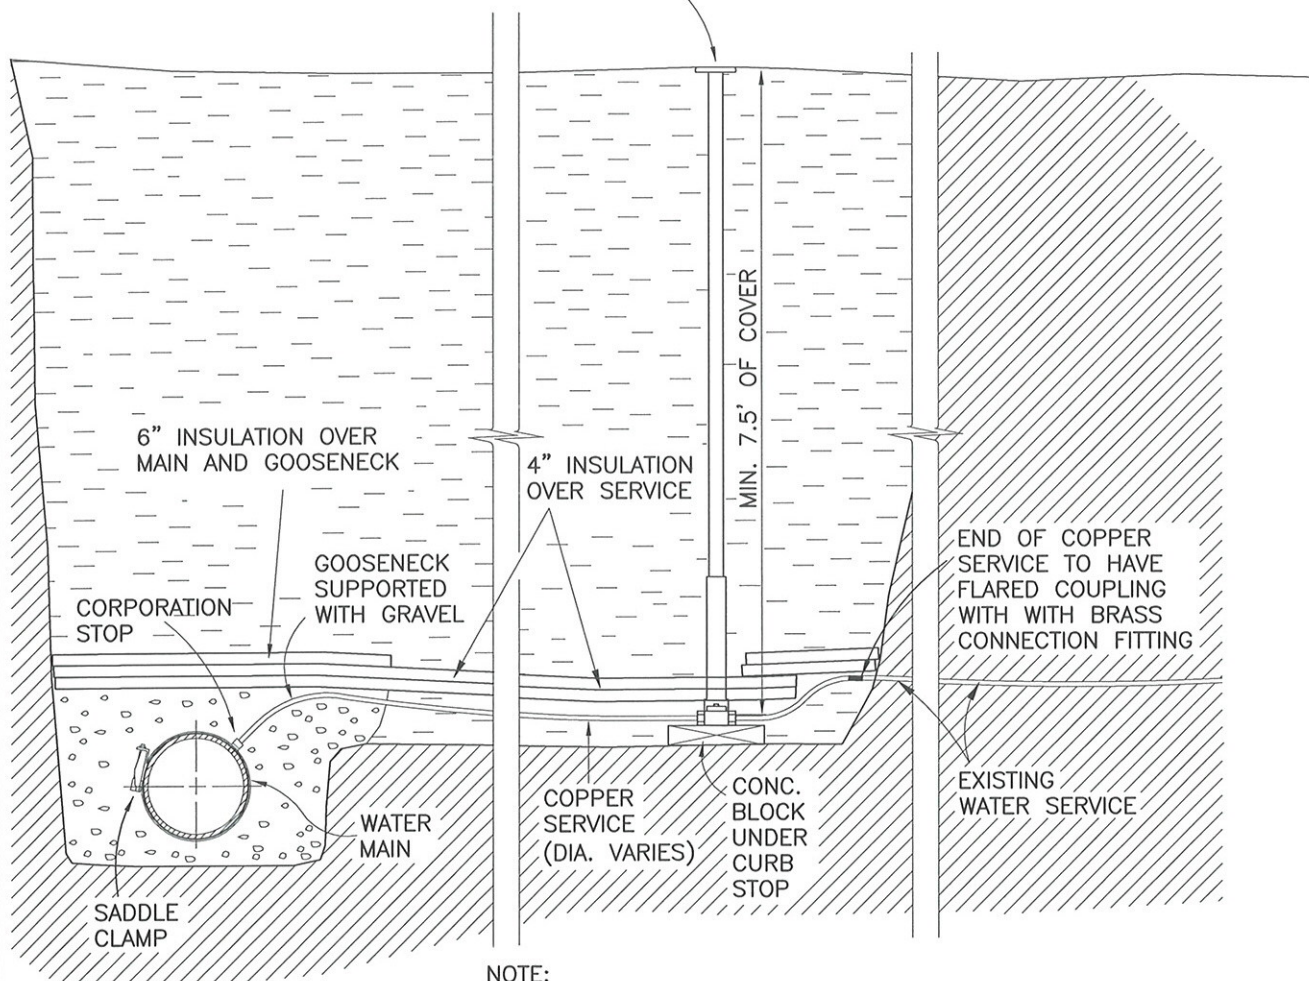 6" INSULATION OVER
MAIN AND GOOSENECK
4" INSULATION
OVER SERVICE
MIN. 7.5' OF COVER
GOOSENECK
SUPPORTED
WITH GRAVEL
CORPORATION
STOP
END OF COPPER
SERVICE TO HAVE
FLARED COUPLING
WITH WITH BRASS
CONNECTION FITTING
WATER
MAIN
SADDLE
CLAMP
COPPER
SERVICE
(DIA. VARIES)
CONC.
BLOCK
UNDER
CURB
STOP
EXISTING
WATER SERVICE
NOTE: